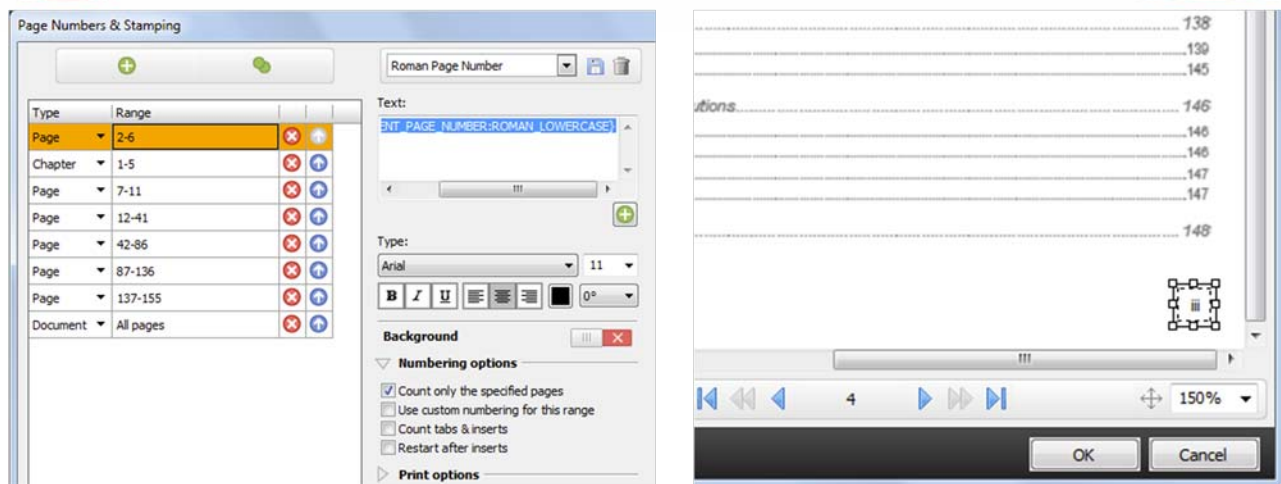 Page Numbers & Stamping
Roman Page Number
Type Range
Page 2-6
Chapter 1-5
Page 7-11
Page 12-41
Page 42-86
Page 87-136
Page 137-155
Document All pages
Text:
ENT_PAGE_NUMBER:ROMAN_LOWERCASE}
Type:
Arial 11
B I U 0°
Background
Numbering options
Count only the specified pages
Use custom numbering for this range
Count tabs & inserts
Restart after inserts
Print options
138
139
145
utions 146
146
146
147
147
148
iii
4 150%
OK Cancel